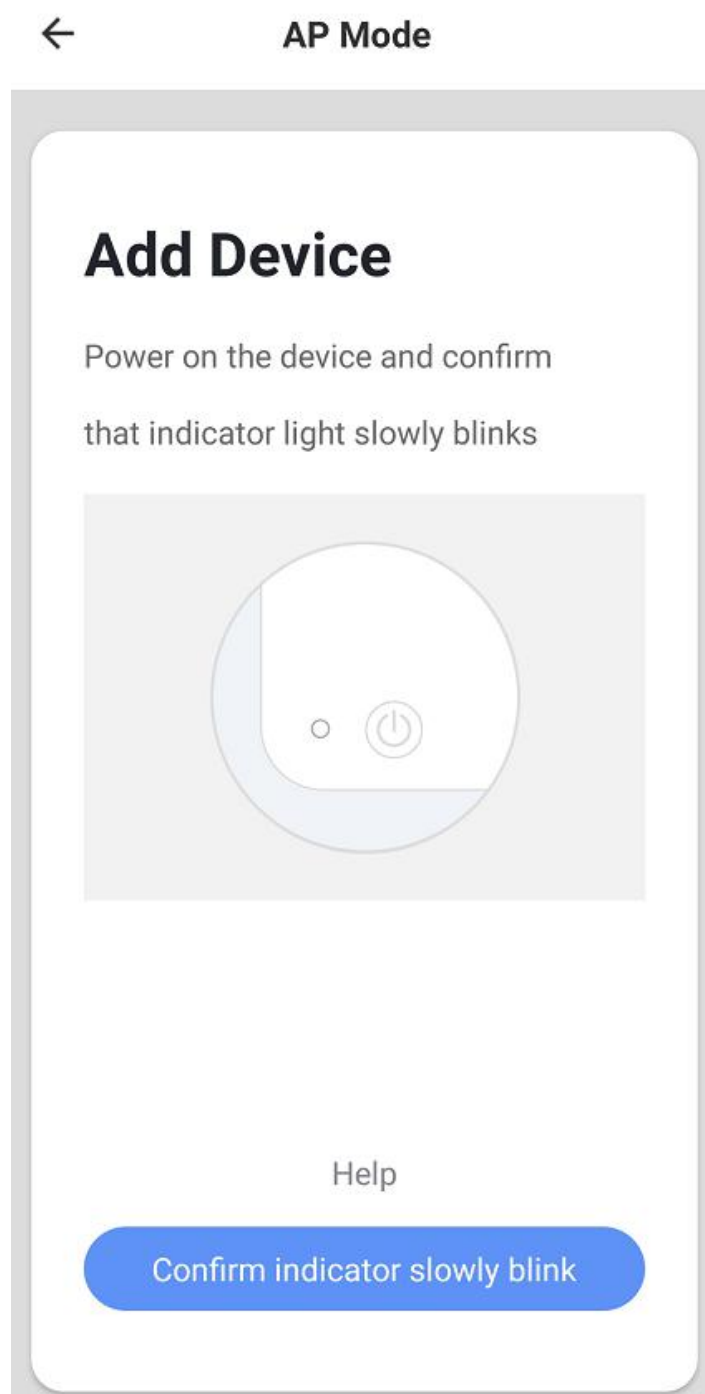 AP Mode
Add Device
Power on the device and confirm
that indicator light slowly blinks
Help
Confirm indicator slowly blink